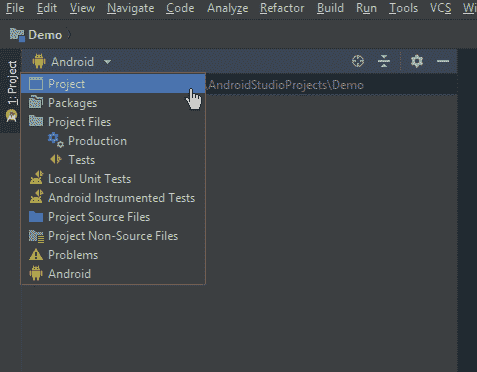 File Edit View Navigate Code Analyze Refactor Build Run Tools VCS
Demo
1: Project
Android
Project
AndroidStudioProjects\Demo
Packages
Project Files
Production
Tests
Local Unit Tests
Android Instrumented Tests
Project Source Files
Project Non-Source Files
Problems
Android